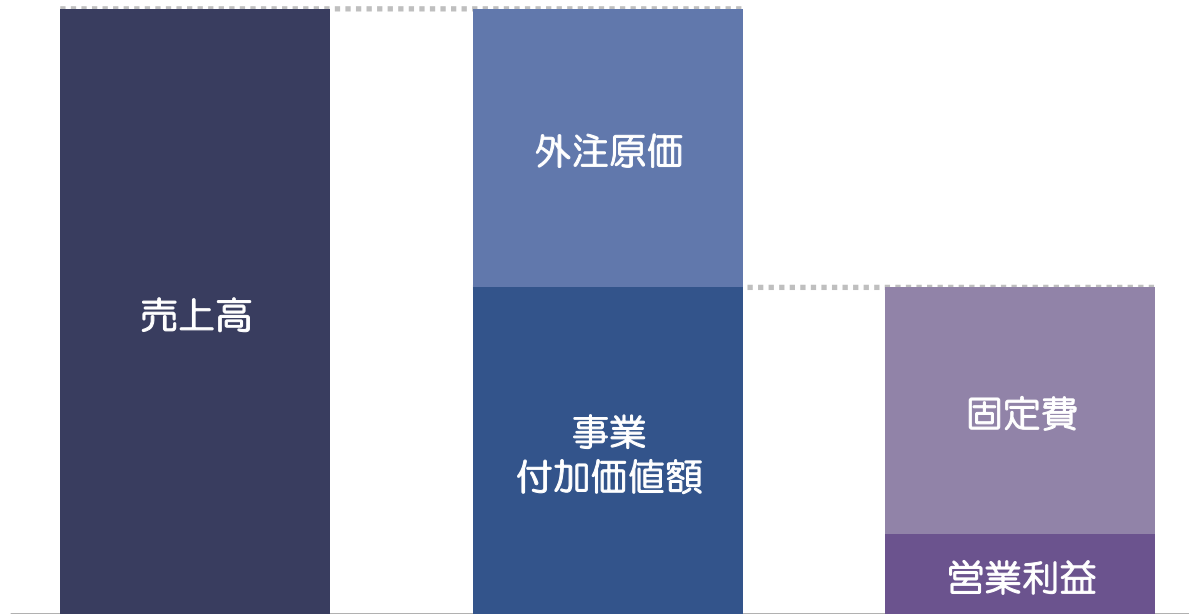 売上高
外注原価
事業
付加価値額
固定費
営業利益